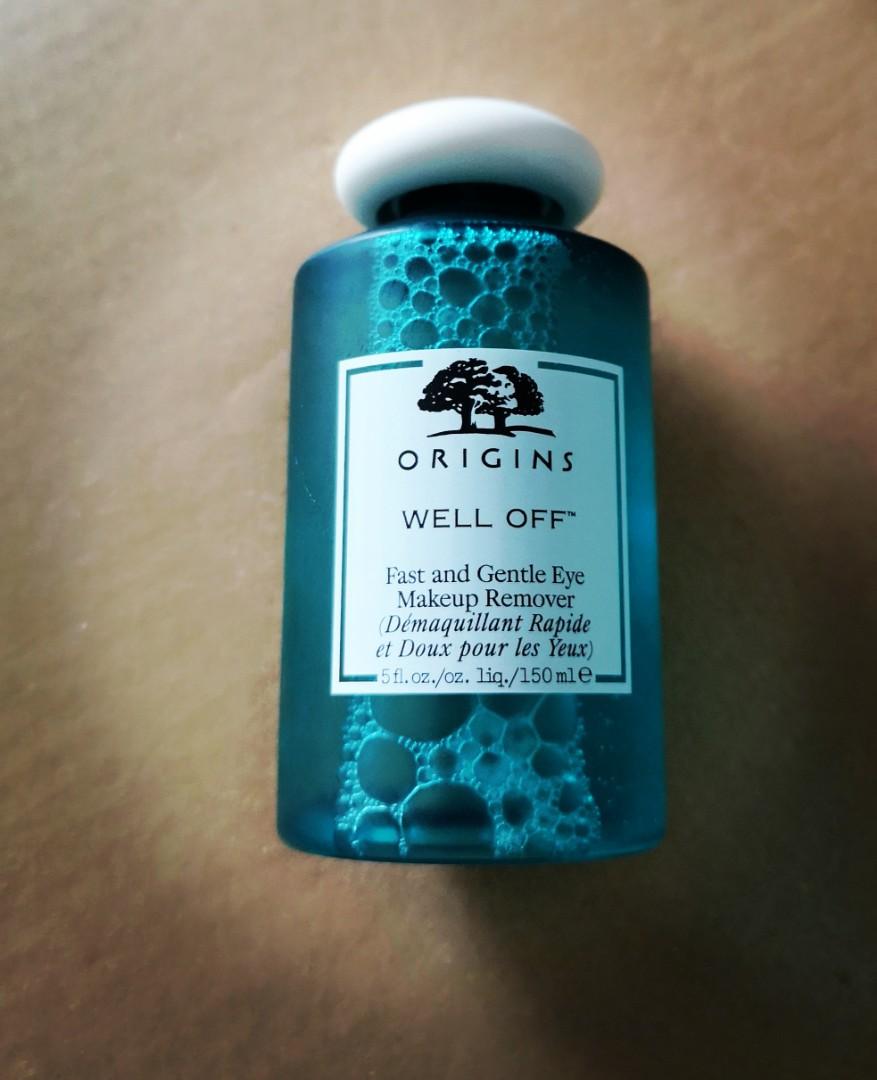 ORIGINS
WELL OFF™
Fast and Gentle Eye
Makeup Remover
(Démaquillant Rapide
et Doux pour les Yeux)
5 fl. oz./oz. liq./150 ml℮